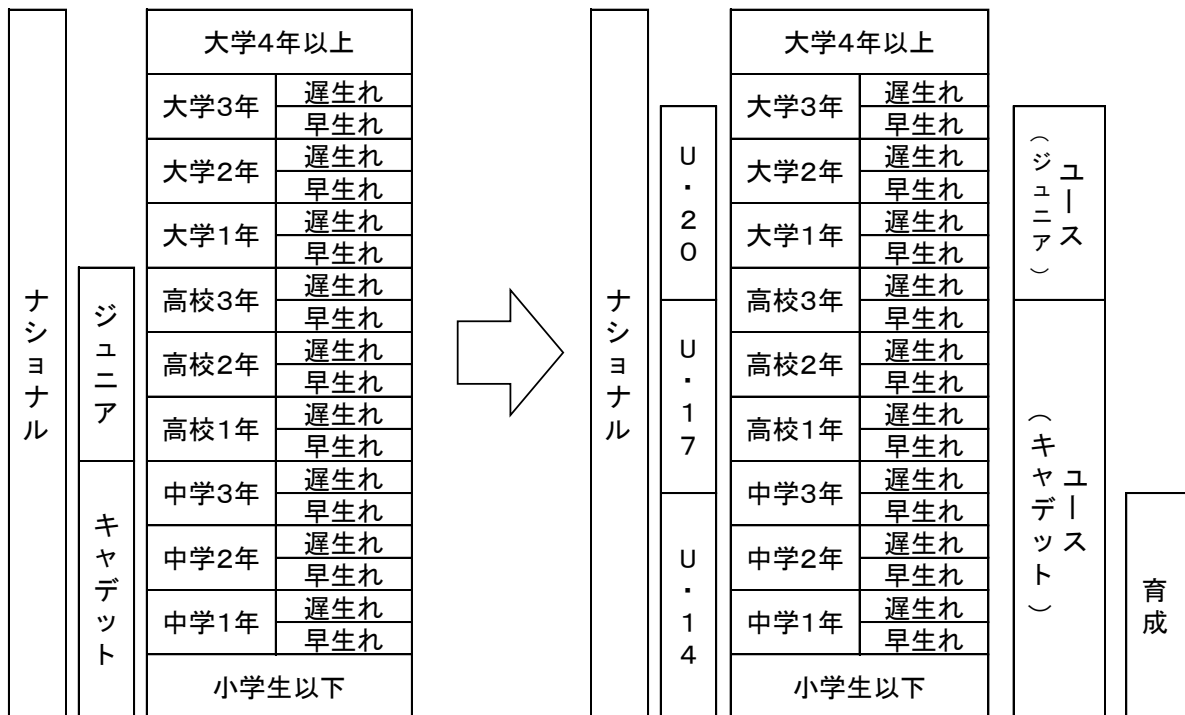 ナショナル
ジュニア
キャデット
大学4年以上
大学3年
遅生れ
早生れ
大学2年
遅生れ
早生れ
大学1年
遅生れ
早生れ
高校3年
遅生れ
早生れ
高校2年
遅生れ
早生れ
高校1年
遅生れ
早生れ
中学3年
遅生れ
早生れ
中学2年
遅生れ
早生れ
中学1年
遅生れ
早生れ
小学生以下
ナショナル
U・20
U・17
U・14
大学4年以上
大学3年
遅生れ
早生れ
大学2年
遅生れ
早生れ
大学1年
遅生れ
早生れ
高校3年
遅生れ
早生れ
高校2年
遅生れ
早生れ
高校1年
遅生れ
早生れ
中学3年
遅生れ
早生れ
中学2年
遅生れ
早生れ
中学1年
遅生れ
早生れ
小学生以下
ユース
（ジュニア）
ユース
（キャデット）
育成